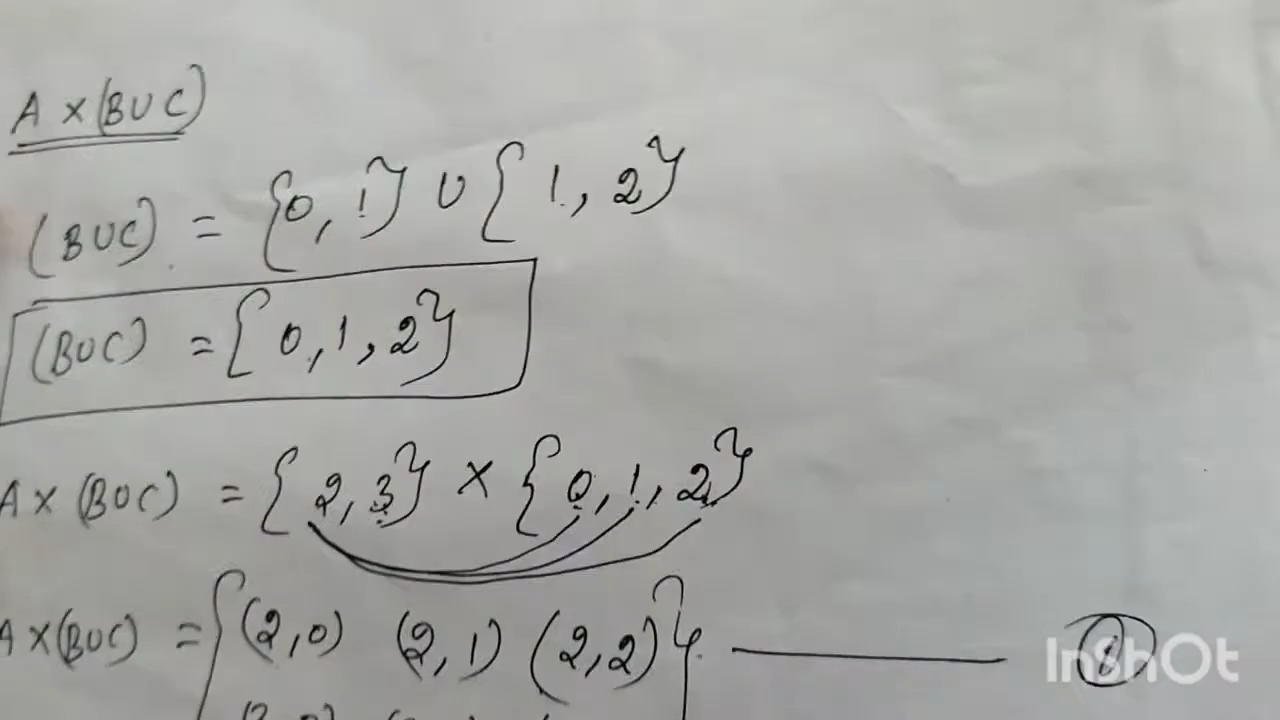 A × (B ∪ C)
(B ∪ C) = {0, 1} ∪ {1, 2}
(B ∪ C) = {0, 1, 2}
A × (B ∪ C) = {2, 3} × {0, 1, 2}
A × (B ∪ C) = {(2, 0) (2, 1) (2, 2)}
InShOt